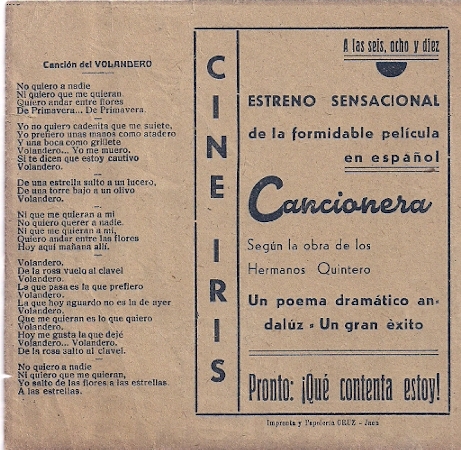 Canción del VOLANDERO
No quiero a nadie
Ni quiero que me quieran
Quiero andar entre flores
De Primavera... De Primavera.
Yo no quiero cadenita que me sujete,
Yo prefiero unas manos como atadero
Y una boca como grillete
Volandero... Yo me muero.
Si te dicen que estoy cautivo
Volandero.
De una estrella salto a un lucero,
De una torre bajo a un olivo
Volandero.
Ni que me quieran a mi
No quiero querer a nadie.
Ni que me quieran a mi,
Quiero andar entre las flores
Hoy aquí mañana allí.
Volandero,
De la rosa vuelo al clavel
Volandero.
La que pasa es la que prefiero
Volandero.
La que hoy aguardo no es la de ayer
Volandero.
Que me quieran es lo que quiero
Volandero.
Hoy me gusta la que dejé
Volandero... Volandero.
De la rosa salto al clavel.
No quiero a nadie
Ni quiero que me quieran,
Yo salto de las flores a las estrellas
A las estrellas.
CINE IRIS
A las seis, ocho y diez
ESTRENO SENSACIONAL
de la formidable película
en español
Cancionera
Según la obra de los
Hermanos Quintero
Un poema dramático an-
dalúz - Un gran èxito
Pronto: ¡Qué contenta estoy!
Imprenta y Papelería CRUZ - Jaen